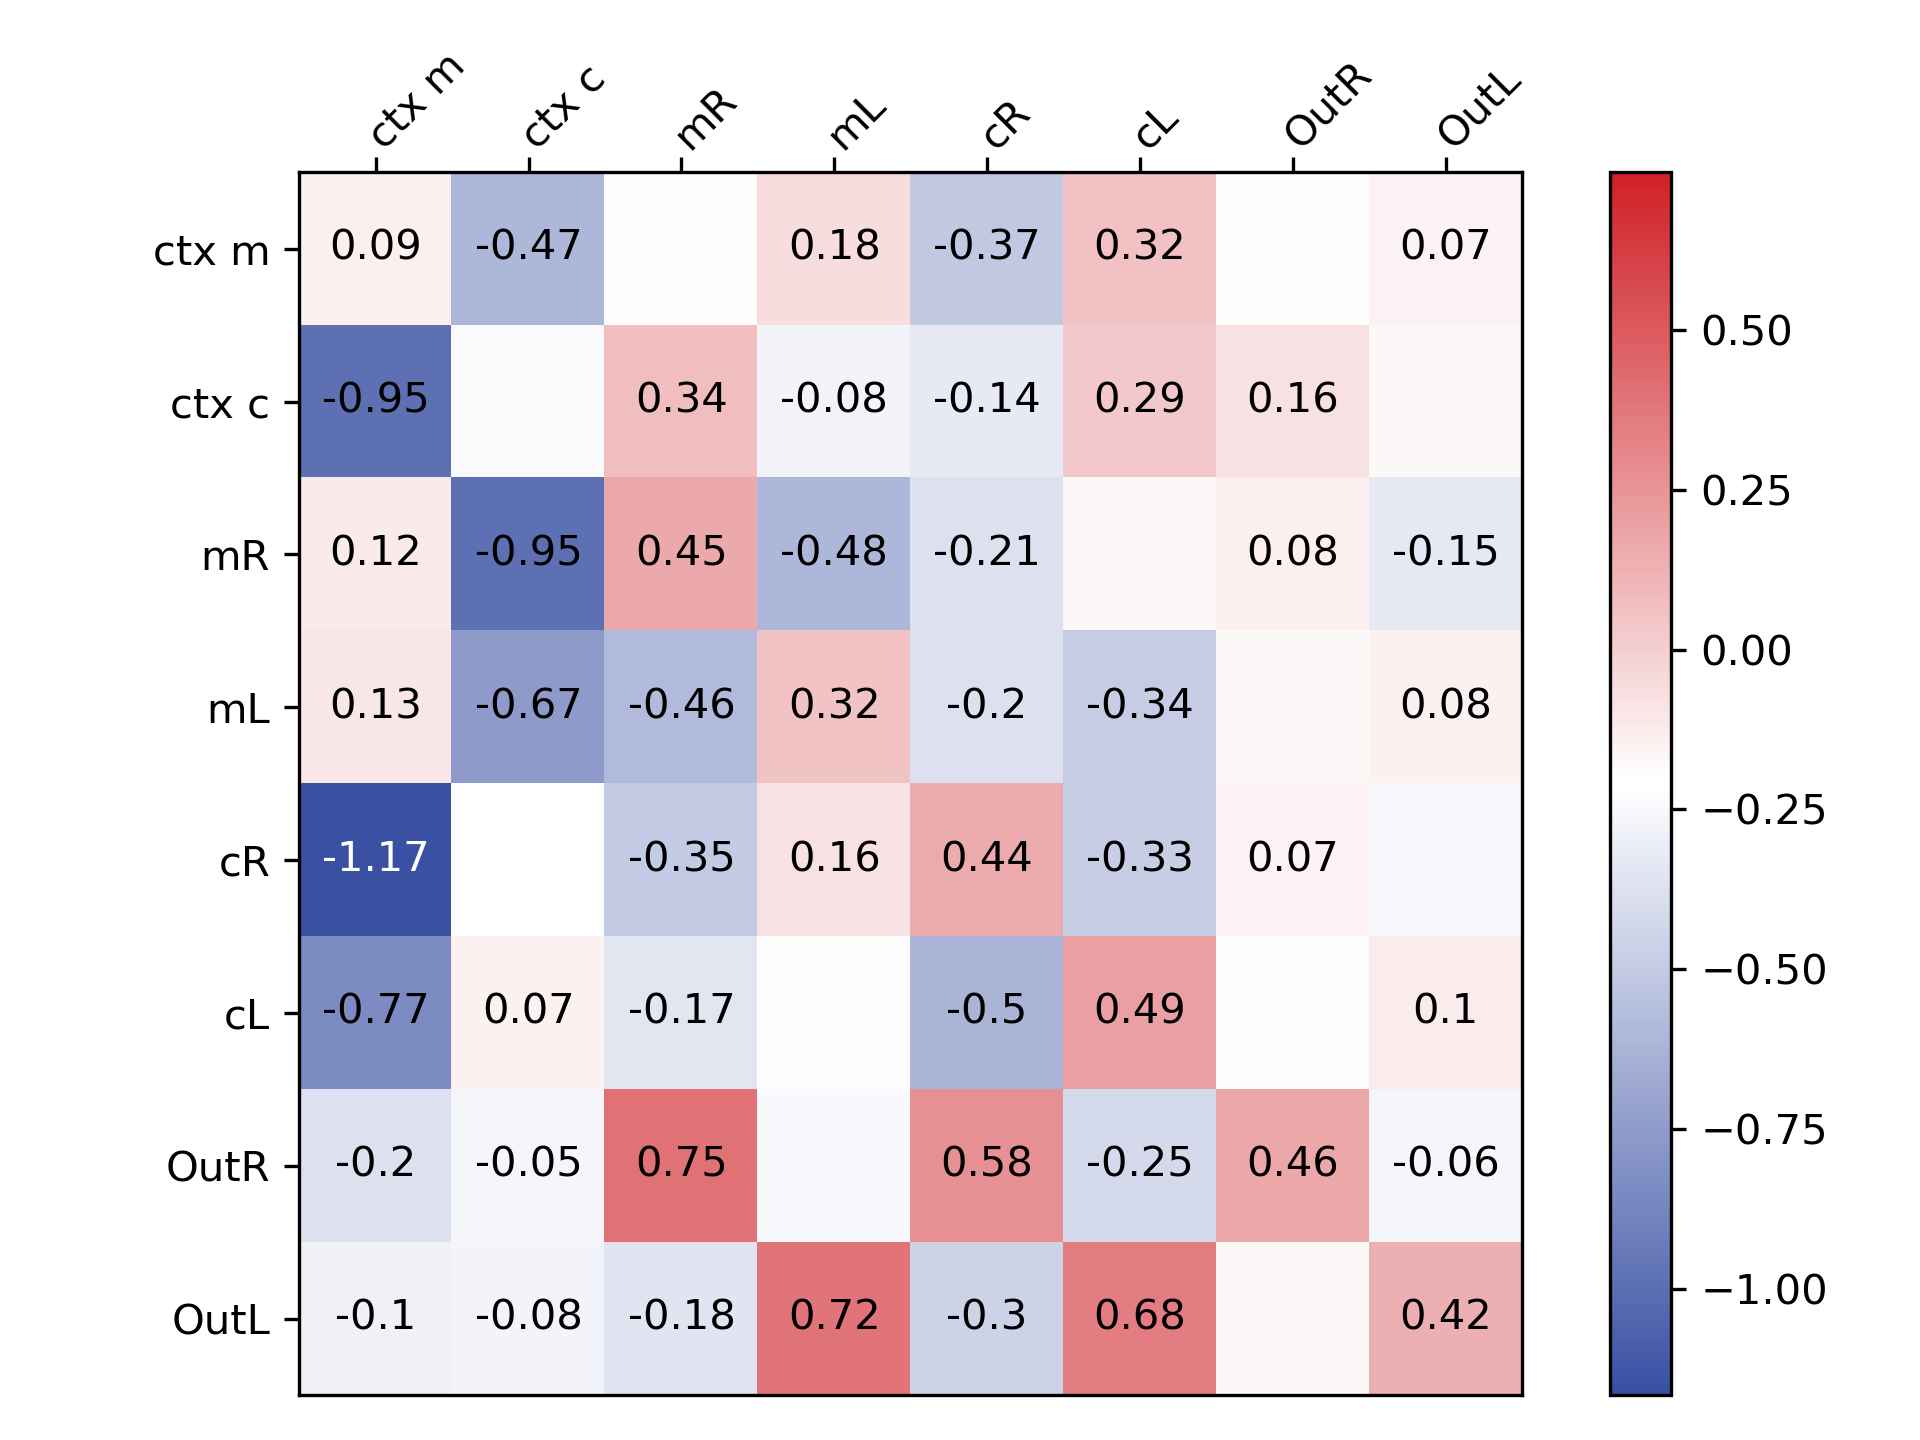 ctx m ctx c mR mL cR cL OutR OutL
ctx m 0.09 -0.47 0.18 -0.37 0.32 0.07
ctx c -0.95 0.34 -0.08 -0.14 0.29 0.16
mR 0.12 -0.95 0.45 -0.48 -0.21 0.08 -0.15
mL 0.13 -0.67 -0.46 0.32 -0.2 -0.34 0.08
cR -1.17 -0.35 0.16 0.44 -0.33 0.07
cL -0.77 0.07 -0.17 -0.5 0.49 0.1
OutR -0.2 -0.05 0.75 0.58 -0.25 0.46 -0.06
OutL -0.1 -0.08 -0.18 0.72 -0.3 0.68 0.42
0.50
0.25
0.00
−0.25
−0.50
−0.75
−1.00